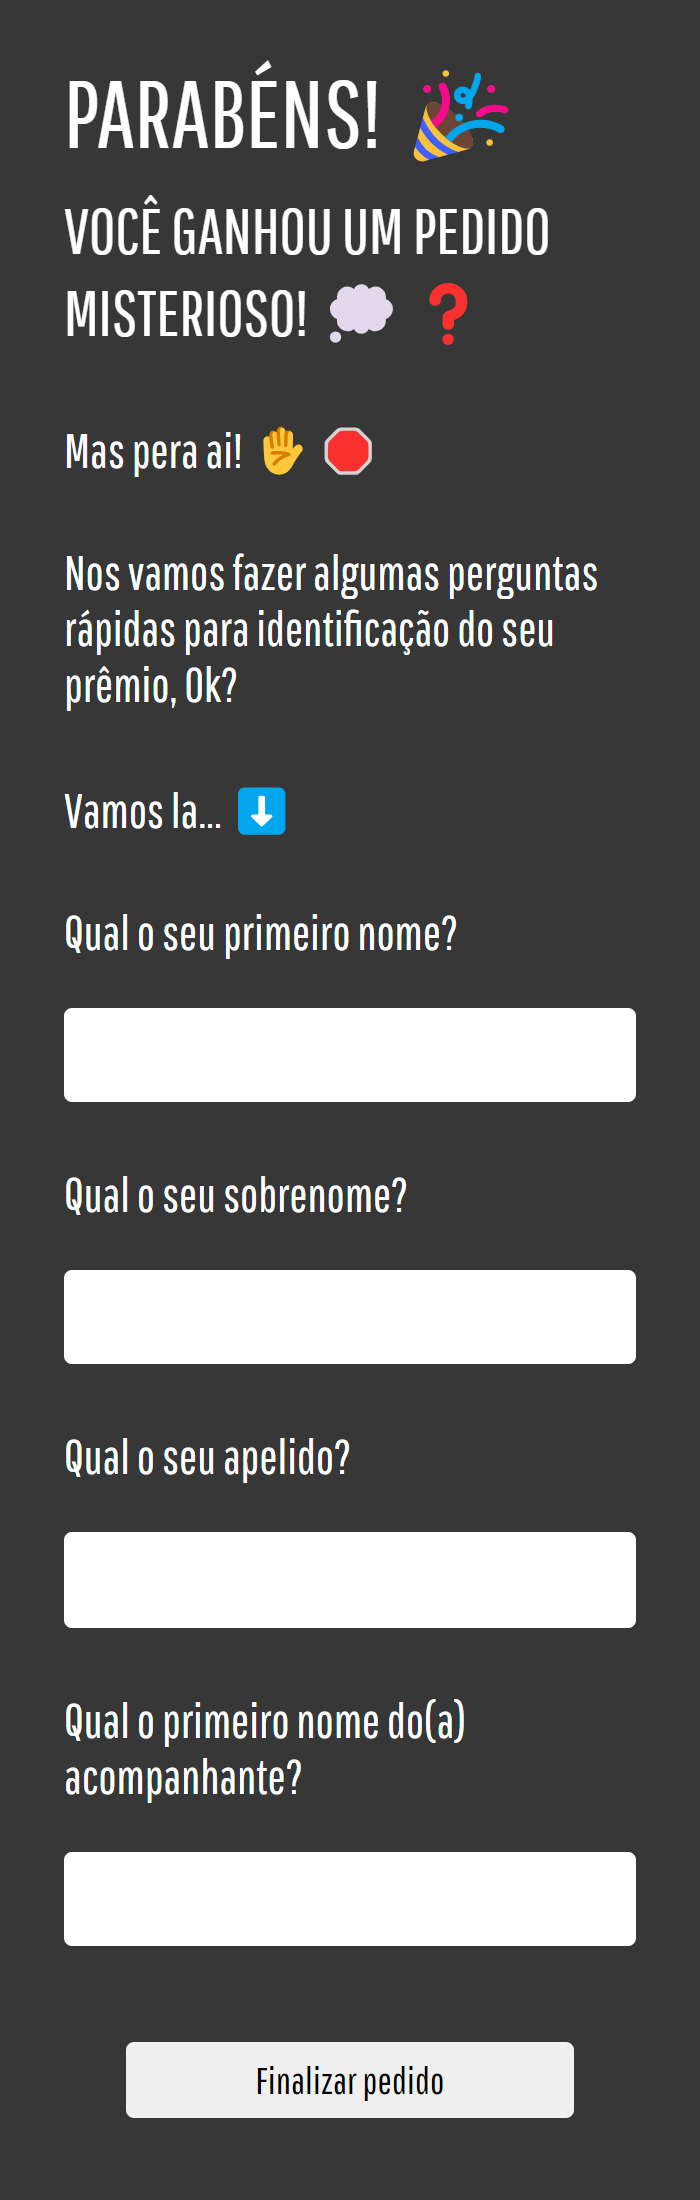 PARABÉNS! 🎉
VOCÊ GANHOU UM PEDIDO
MISTERIOSO! 💭 ❓
Mas pera ai! 🤚 🛑
Nos vamos fazer algumas perguntas
rápidas para identificação do seu
prêmio, Ok?
Vamos la... ⬇️
Qual o seu primeiro nome?
Qual o seu sobrenome?
Qual o seu apelido?
Qual o primeiro nome do(a)
acompanhante?
Finalizar pedido